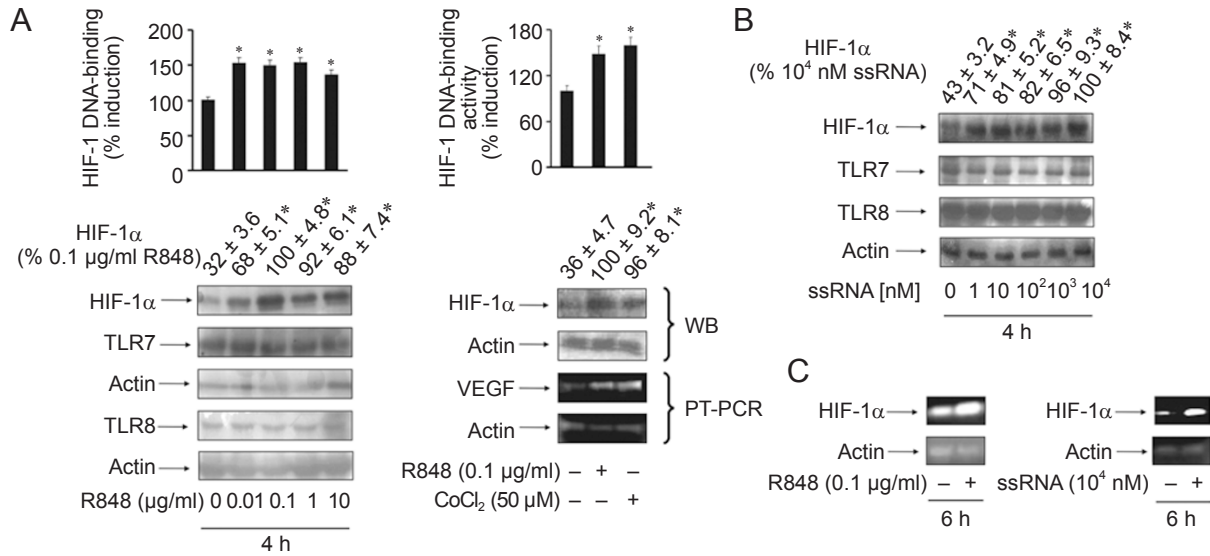 A
HIF-1 DNA-binding
(% induction)
200
150
100
50
0
* * * *
HIF-1α
(% 0.1 µg/ml R848)
32 ± 3.6
68 ± 5.1*
100 ± 4.8*
92 ± 6.1*
88 ± 7.4*
HIF-1α
TLR7
Actin
TLR8
Actin
R848 (µg/ml) 0 0.01 0.1 1 10
4 h
HIF-1 DNA-binding
activity
(% induction)
180
120
60
0
* *
36 ± 4.7
100 ± 9.2*
96 ± 8.1*
HIF-1α
Actin
WB
VEGF
Actin
PT-PCR
R848 (0.1 µg/ml) – + –
CoCl₂ (50 µM) – – +
B
HIF-1α
(% 10⁴ nM ssRNA)
43 ± 3.2
71 ± 4.9*
81 ± 5.2*
82 ± 6.5*
96 ± 9.3*
100 ± 8.4*
HIF-1α
TLR7
TLR8
Actin
ssRNA [nM] 0 1 10 10² 10³ 10⁴
4 h
C
HIF-1α
Actin
R848 (0.1 µg/ml) – +
6 h
HIF-1α
Actin
ssRNA (10⁴ nM) – +
6 h